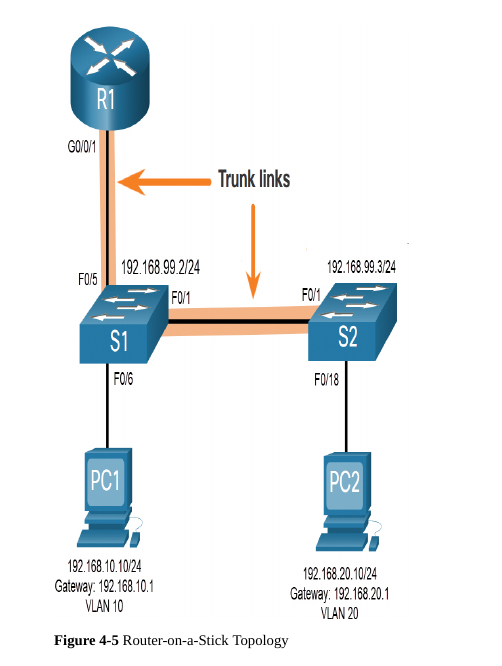 R1
G0/0/1
Trunk links
192.168.99.2/24
192.168.99.3/24
F0/5
F0/1
F0/1
S1
S2
F0/6
F0/18
PC1
PC2
192.168.10.10/24
Gateway: 192.168.10.1
VLAN 10
192.168.20.10/24
Gateway: 192.168.20.1
VLAN 20
Figure 4-5 Router-on-a-Stick Topology